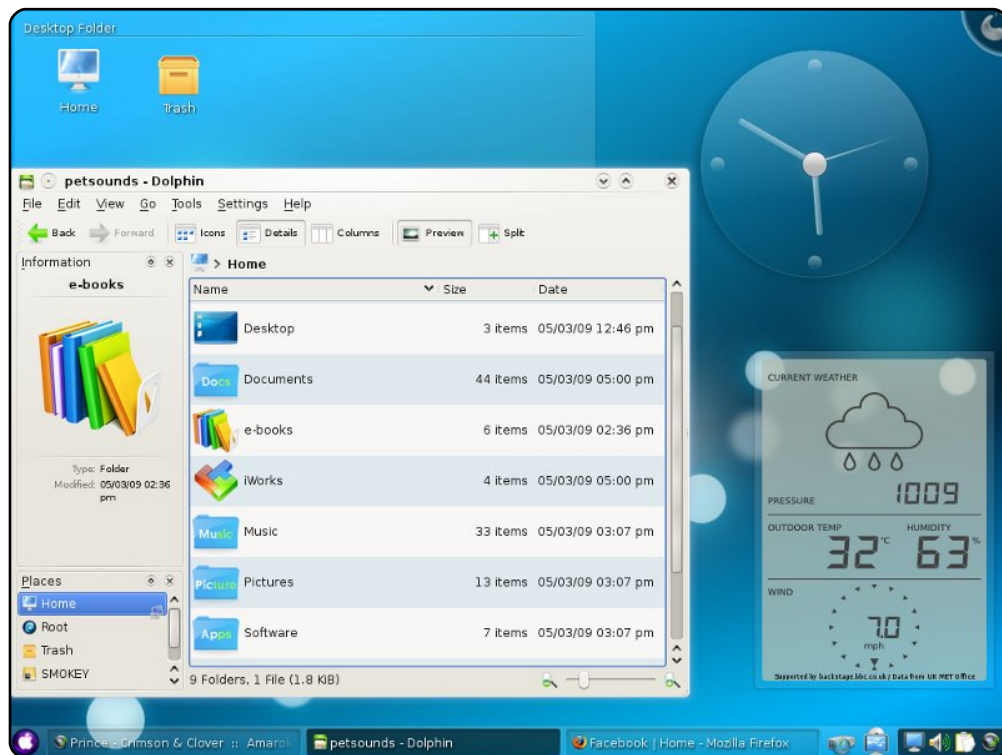 Desktop Folder
Home
Trash
petsounds - Dolphin
File Edit View Go Tools Settings Help
Back Forward Icons Details Columns Preview Split
Information
e-books
Type: Folder
Modified: 05/03/09 02:36
pm
> Home
Name Size Date
Desktop 3 items 05/03/09 12:46 pm
Docs Documents 44 items 05/03/09 05:00 pm
e-books 6 items 05/03/09 02:36 pm
iWorks 4 items 05/03/09 05:00 pm
Music Music 33 items 05/03/09 03:07 pm
Picture Pictures 13 items 05/03/09 03:07 pm
Apps Software 7 items 05/03/09 03:07 pm
9 Folders, 1 File (1.8 KiB)
Places
Home
Root
Trash
SMOKEY
CURRENT WEATHER
PRESSURE 1009
OUTDOOR TEMP HUMIDITY
32°C 63%
WIND
7.0
mph
Supported by backstage.bbc.co.uk / Data from UK MET Office
Prince - Crimson & Clover :: Amarok
petsounds - Dolphin
Facebook | Home - Mozilla Firefox